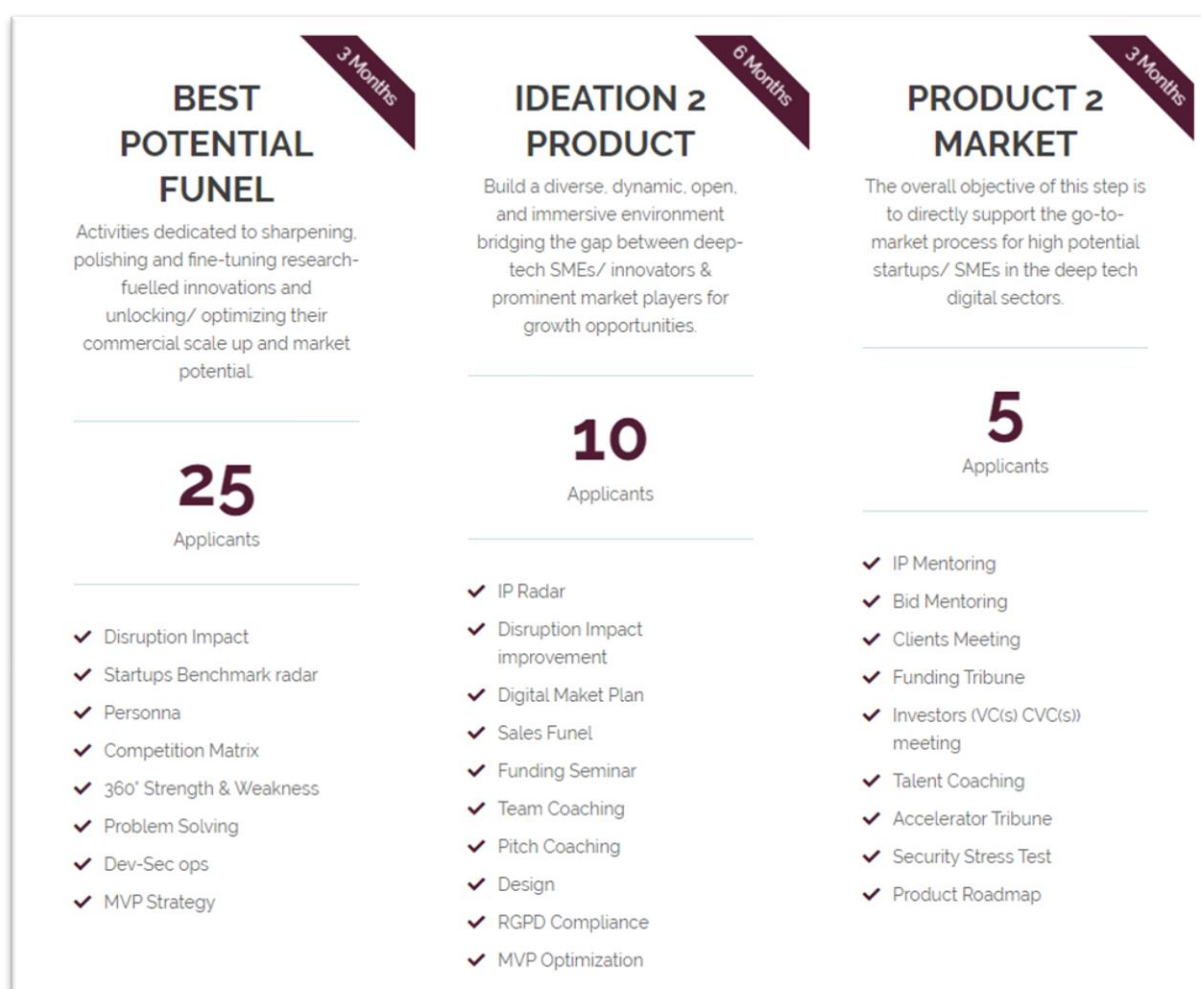 3 Months
BEST
POTENTIAL
FUNEL
Activities dedicated to sharpening,
polishing and fine-tuning research-
fuelled innovations and
unlocking/ optimizing their
commercial scale up and market
potential.
25
Applicants
Disruption Impact
Startups Benchmark radar
Personna
Competition Matrix
360° Strength & Weakness
Problem Solving
Dev-Sec ops
MVP Strategy
6 Months
IDEATION 2
PRODUCT
Build a diverse, dynamic, open,
and immersive environment
bridging the gap between deep-
tech SMEs/ innovators &
prominent market players for
growth opportunities.
10
Applicants
IP Radar
Disruption Impact
improvement
Digital Maket Plan
Sales Funel
Funding Seminar
Team Coaching
Pitch Coaching
Design
RGPD Compliance
MVP Optimization
3 Months
PRODUCT 2
MARKET
The overall objective of this step is
to directly support the go-to-
market process for high potential
startups/ SMEs in the deep tech
digital sectors.
5
Applicants
IP Mentoring
Bid Mentoring
Clients Meeting
Funding Tribune
Investors (VC(s) CVC(s))
meeting
Talent Coaching
Accelerator Tribune
Security Stress Test
Product Roadmap